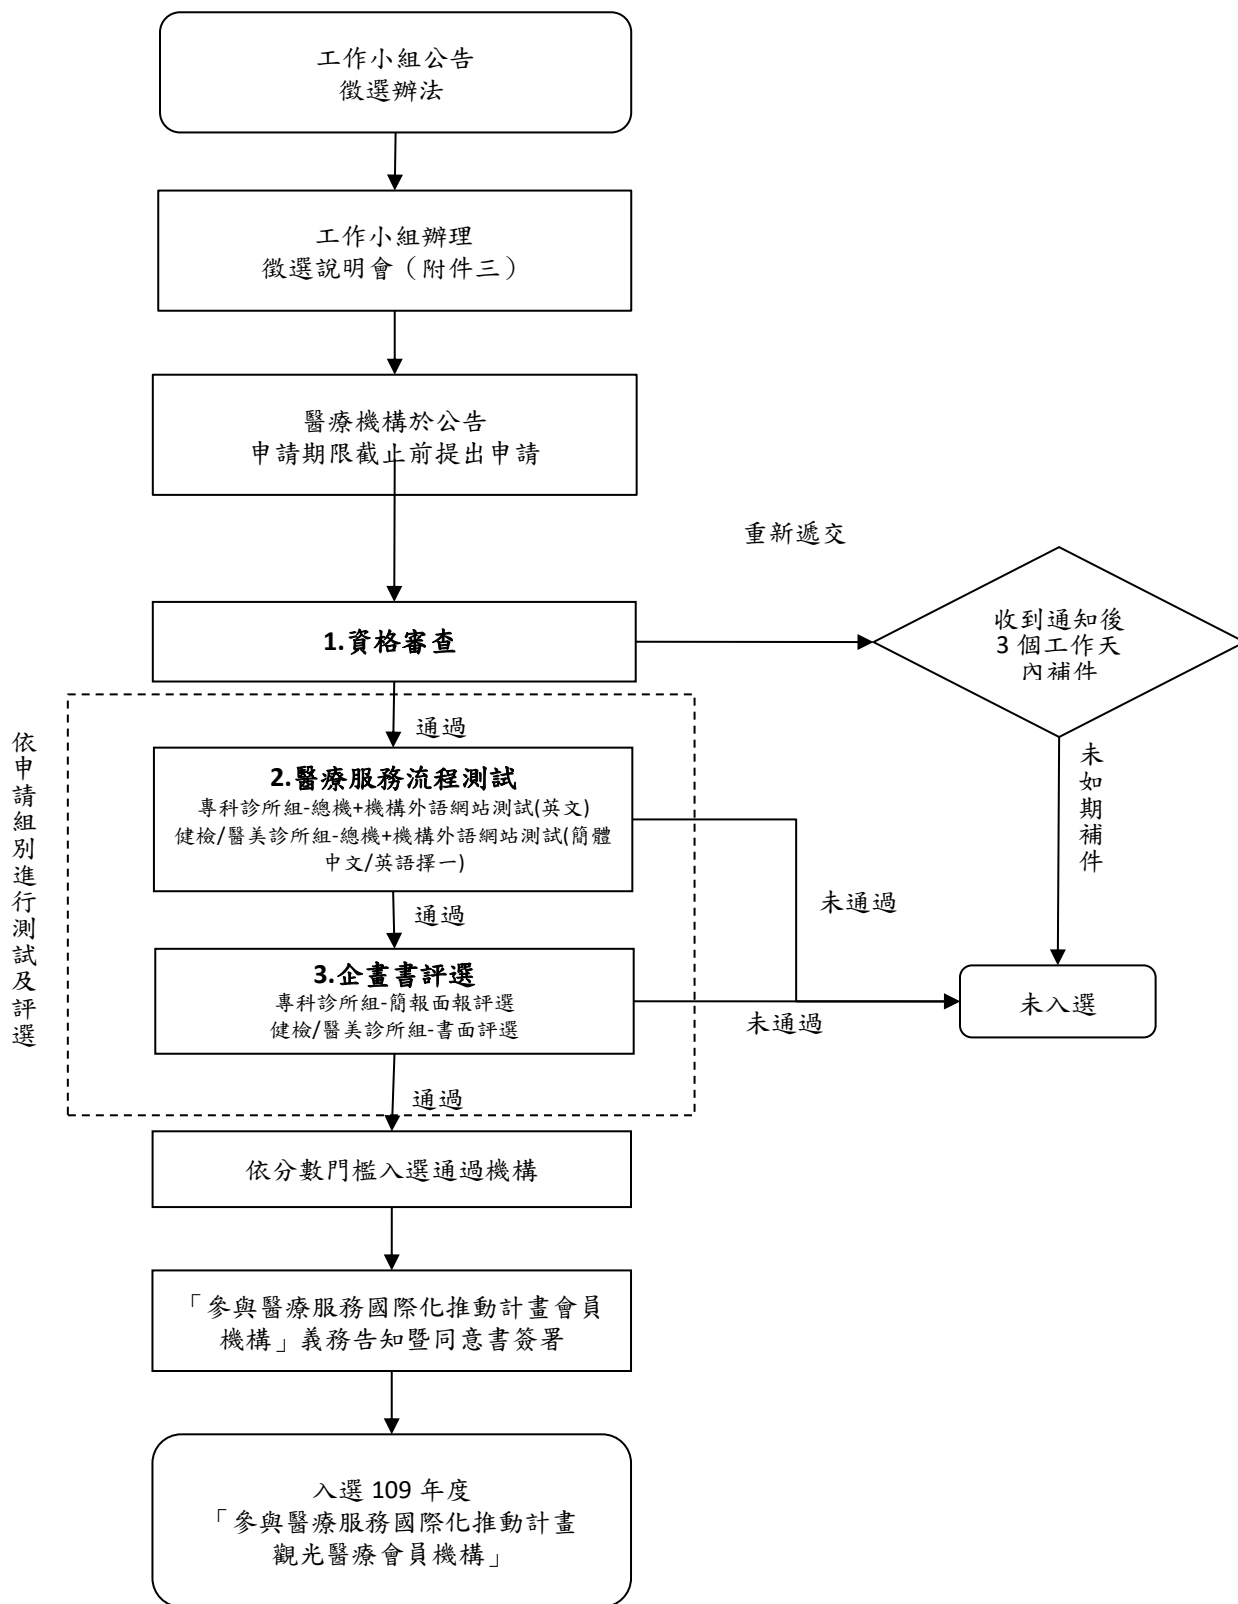 工作小組公告
徵選辦法
工作小組辦理
徵選說明會（附件三）
醫療機構於公告
申請期限截止前提出申請
重新遞交
收到通知後
3 個工作天
內補件
1.資格審查
通過
依申請組別進行測試及評選
2.醫療服務流程測試
專科診所組-總機+機構外語網站測試(英文)
健檢/醫美診所組-總機+機構外語網站測試(簡體
中文/英語擇一)
未如期補件
通過
未通過
3.企畫書評選
專科診所組-簡報面報評選
健檢/醫美診所組-書面評選
未通過
未入選
通過
依分數門檻入選通過機構
「參與醫療服務國際化推動計畫會員
機構」義務告知暨同意書簽署
入選 109 年度
「參與醫療服務國際化推動計畫
觀光醫療會員機構」